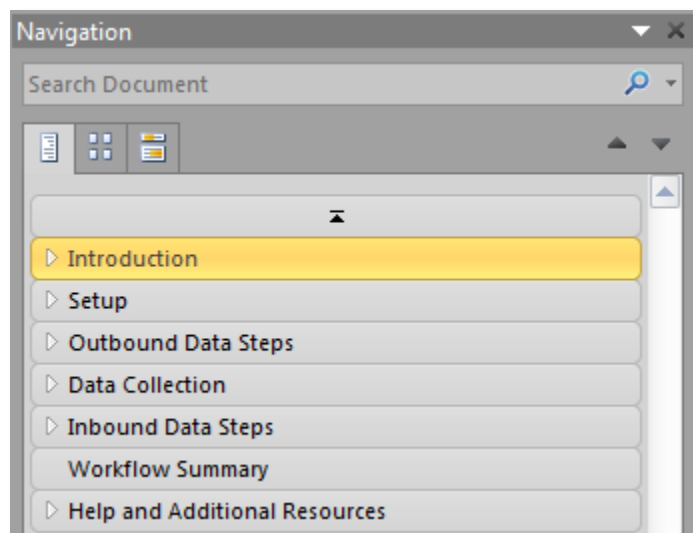 Navigation
Search Document
Introduction
Setup
Outbound Data Steps
Data Collection
Inbound Data Steps
Workflow Summary
Help and Additional Resources